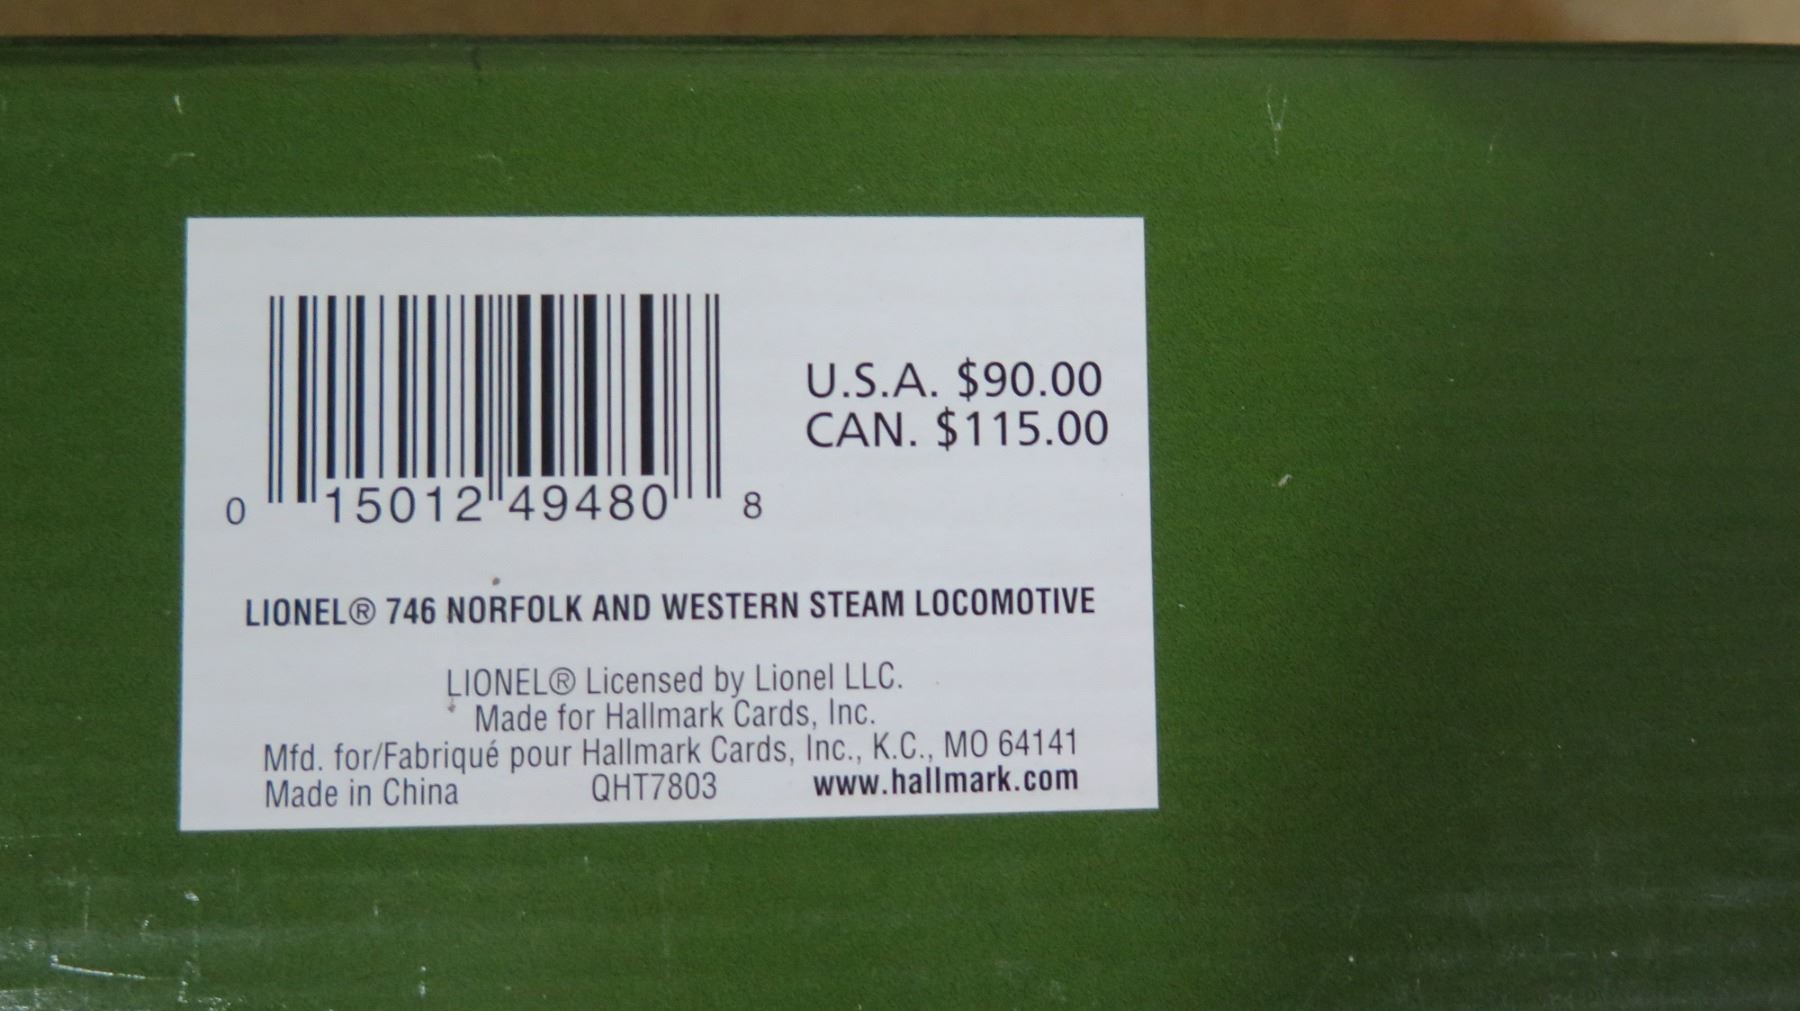 U.S.A. $90.00
CAN. $115.00
0 15012 49480 8
LIONEL® 746 NORFOLK AND WESTERN STEAM LOCOMOTIVE
LIONEL® Licensed by Lionel LLC.
Made for Hallmark Cards, Inc.
Mfd. for/Fabriqué pour Hallmark Cards, Inc., K.C., MO 64141
Made in China QHT7803 www.hallmark.com